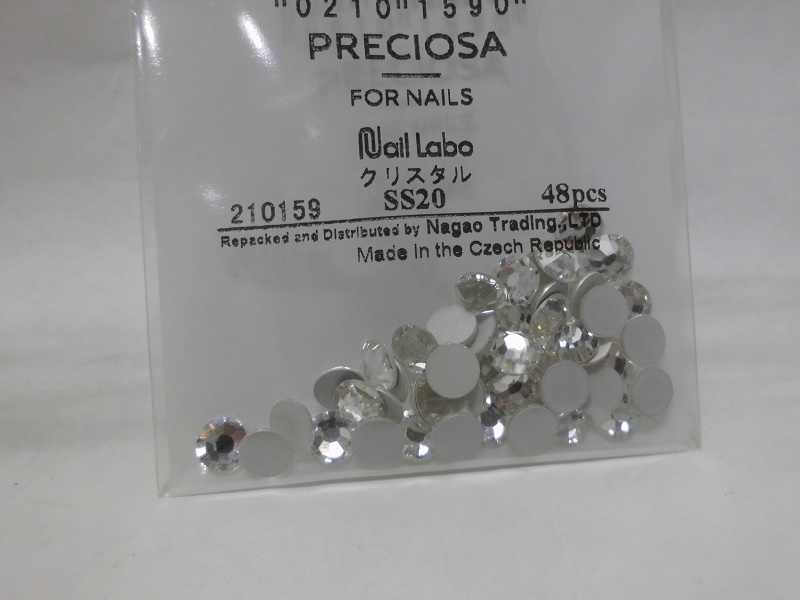 "0210"1590"
PRECIOSA
FOR NAILS
Nail Labo
クリスタル
210159 SS20 48pcs
Repacked and Distributed by Nagao Trading.,LTD
Made in the Czech Republic